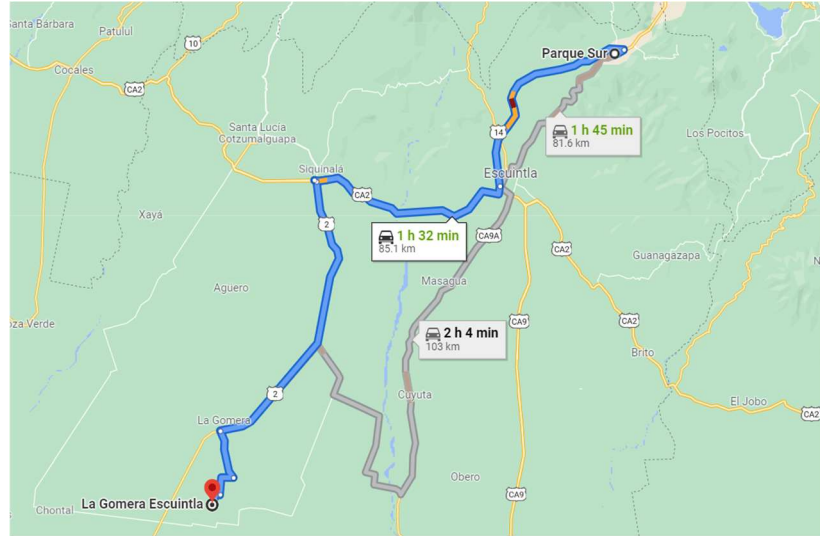 Santa Bárbara
Patulul
10
Parque Sur
Cocales
CA2
1 h 45 min
81.6 km
Santa Lucía
Cotzumalguapa
14
Los Pocitos
Siquinalá
Escuintla
CA2
Xayá
2
1 h 32 min
85.1 km
CA9A
CA2
Guanagazapa
Masagua
Aguero
oza Verde
CA9
CA2
2 h 4 min
103 km
Brito
2
Cuyuta
El Jobo
CA2
La Gomera
Obero
CA9
La Gomera Escuintla
Chontal